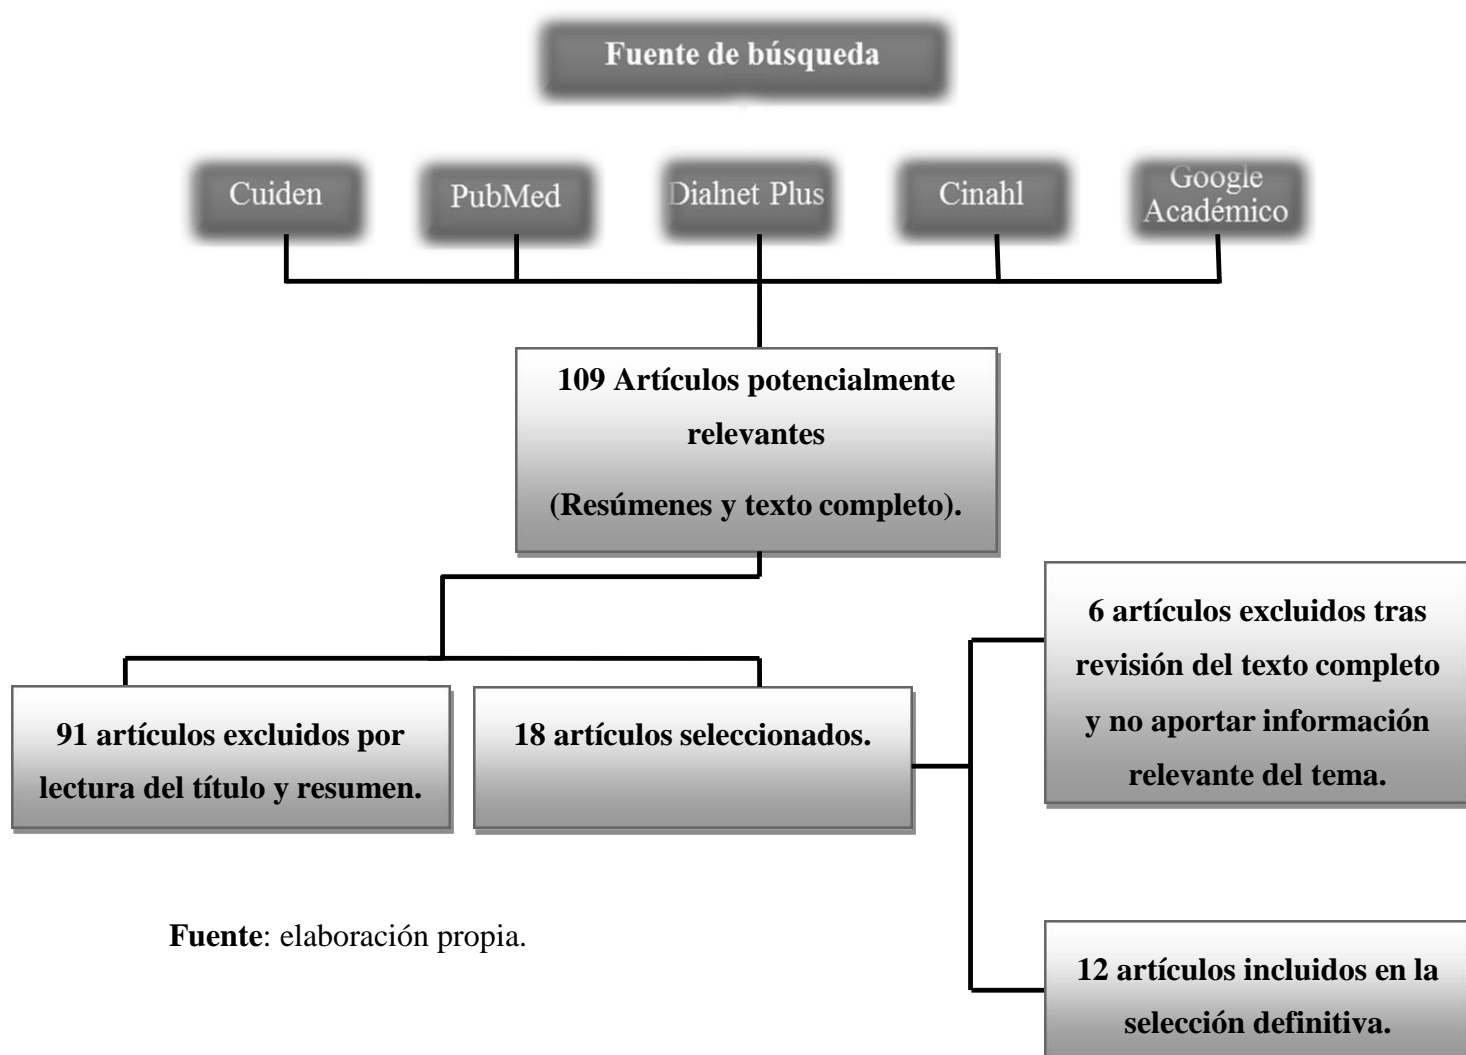 Fuente de búsqueda
Cuiden
PubMed
Dialnet Plus
Cinahl
Google
Académico
109 Artículos potencialmente
relevantes
(Resúmenes y texto completo).
91 artículos excluidos por
lectura del título y resumen.
18 artículos seleccionados.
6 artículos excluidos tras
revisión del texto completo
y no aportar información
relevante del tema.
12 artículos incluidos en la
selección definitiva.
Fuente: elaboración propia.